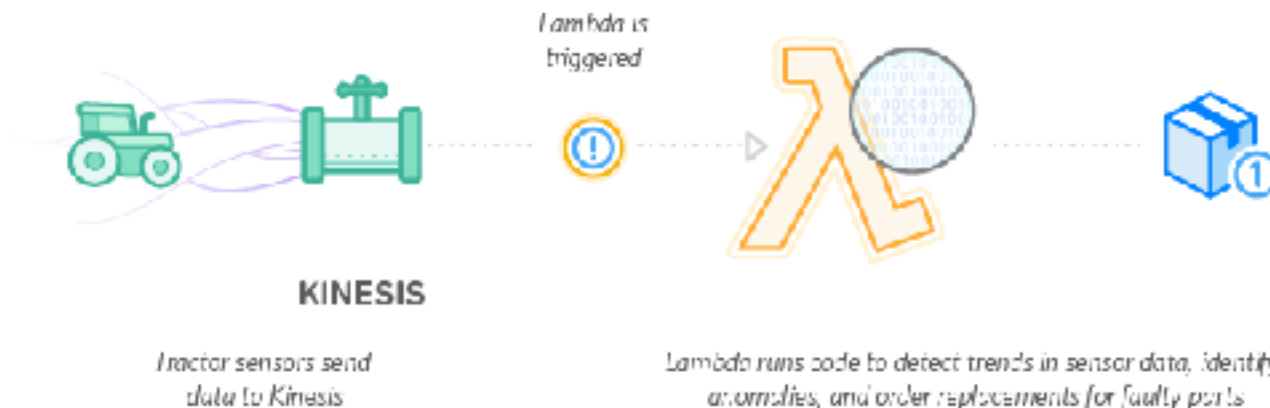 Lambda is
triggered
1
KINESIS
Tractor sensors send
data to Kinesis
Lambda runs code to detect trends in sensor data, identify
anomalies, and order replacements for faulty parts